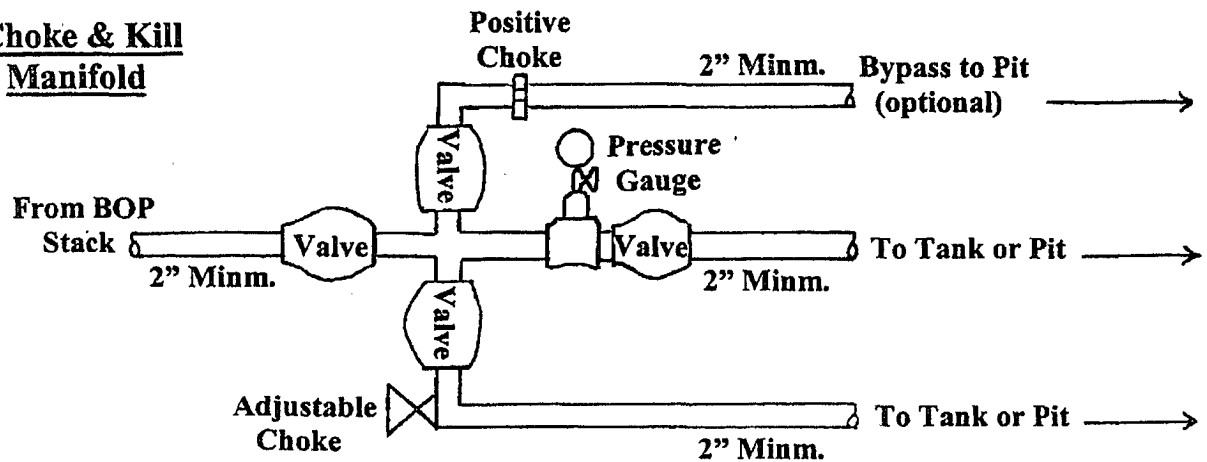 Choke & Kill
Manifold
Positive
Choke
2” Minm.
Bypass to Pit
(optional)
Valve
Pressure
Gauge
From BOP
Stack
Valve
Valve
To Tank or Pit
2” Minm.
2” Minm.
Valve
Adjustable
Choke
To Tank or Pit
2” Minm.